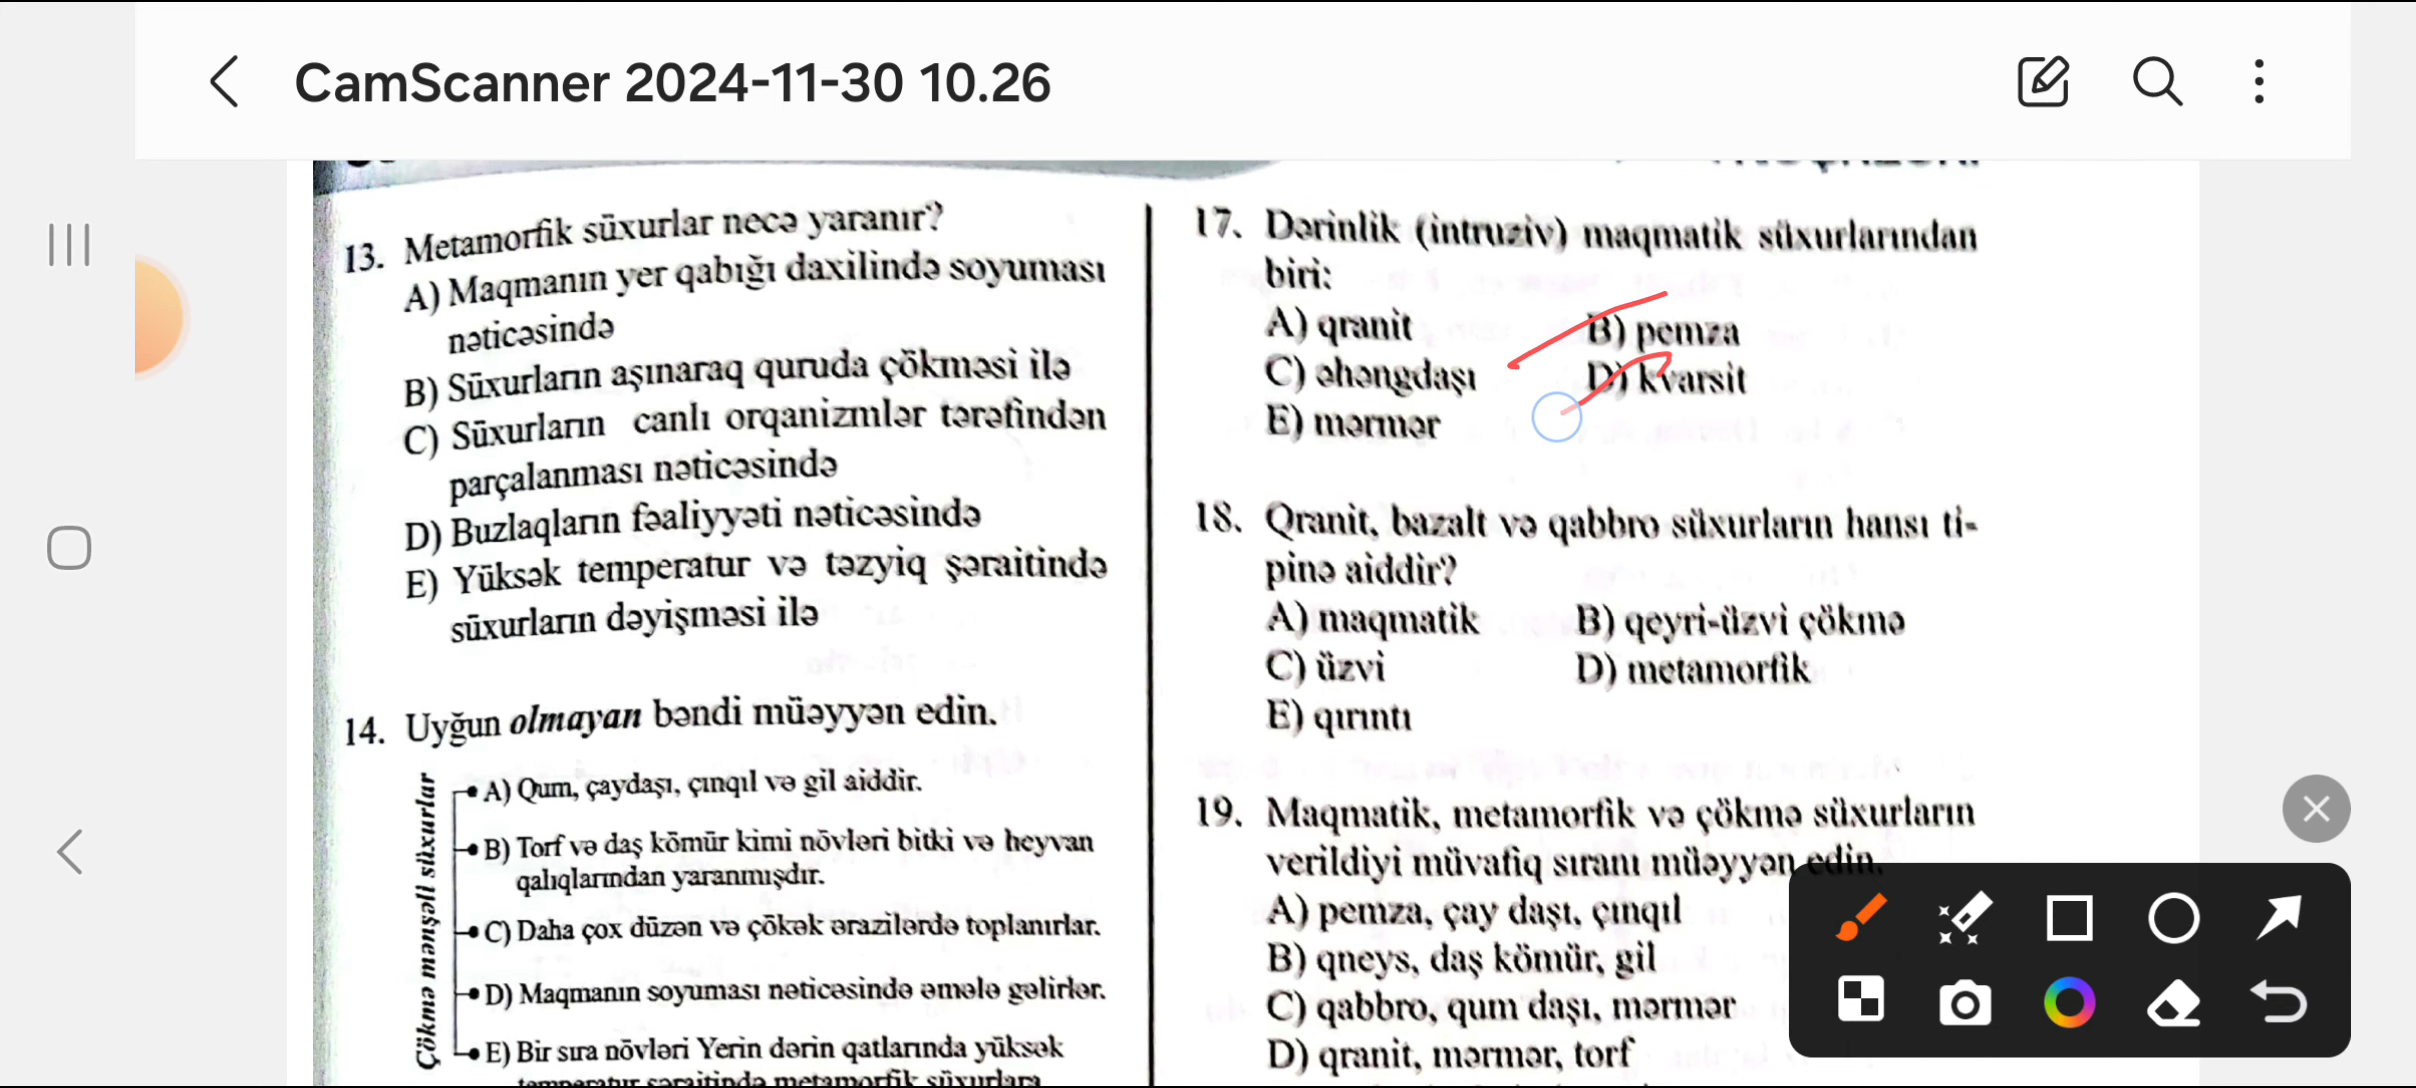 CamScanner 2024-11-30 10.26
13. Metamorfik süxurlar necə yaranır?
A) Maqmanın yer qabığı daxilində soyuması
nəticəsində
B) Süxurların aşınaraq quruda çökməsi ilə
C) Süxurların canlı orqanizmlər tərəfindən
parçalanması nəticəsində
D) Buzlaqların fəaliyyəti nəticəsində
E) Yüksək temperatur və təzyiq şəraitində
süxurların dəyişməsi ilə
14. Uyğun olmayan bəndi müəyyən edin.
Çökmə mənşəli süxurlar
A) Qum, çaydaşı, çınqıl və gil aiddir.
B) Torf və daş kömür kimi növləri bitki və heyvan
qalıqlarından yaranmışdır.
C) Daha çox düzən və çökək ərazilərdə toplanırlar.
D) Maqmanın soyuması nəticəsində əmələ gəlirlər.
E) Bir sıra növləri Yerin dərin qatlarında yüksək
temperatur şəraitində metamorfik süxurlara
17. Dərinlik (intruziv) maqmatik süxurlarından
biri:
A) qranit B) pemza
C) əhəngdaşı D) kvarsit
E) mərmər
18. Qranit, bazalt və qabbro süxurların hansı ti-
pinə aiddir?
A) maqmatik B) qeyri-üzvi çökmə
C) üzvi D) metamorfik
E) qırıntı
19. Maqmatik, metamorfik və çökmə süxurların
verildiyi müvafiq sıranı müəyyən edin.
A) pemza, çay daşı, çınqıl
B) qneys, daş kömür, gil
C) qabbro, qum daşı, mərmər
D) qranit, mərmər, torf